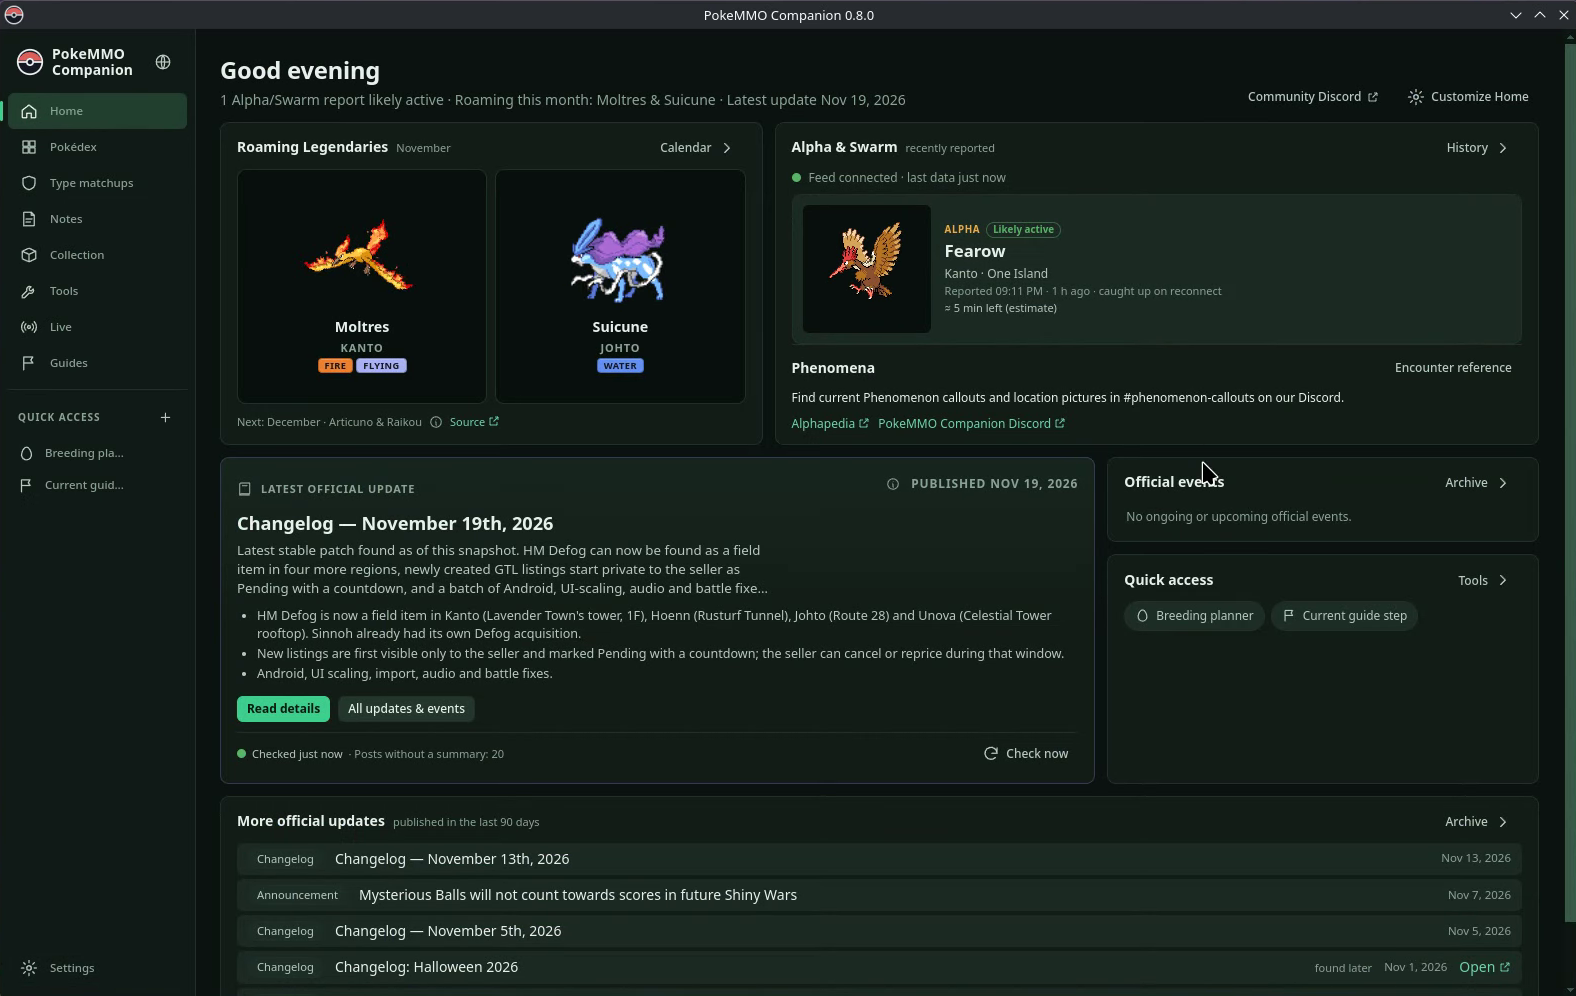 PokeMMO Companion 0.8.0
PokeMMO
Companion
Home
Pokédex
Type matchups
Notes
Collection
Tools
Live
Guides
QUICK ACCESS
Breeding pla...
Current guid...
Settings
Good evening
1 Alpha/Swarm report likely active · Roaming this month: Moltres & Suicune · Latest update Nov 19, 2026
Community Discord
Customize Home
Roaming Legendaries November
Calendar
Moltres
KANTO
FIRE FLYING
Suicune
JOHTO
WATER
Next: December · Articuno & Raikou
Source
Alpha & Swarm recently reported
History
Feed connected · last data just now
ALPHA Likely active
Fearow
Kanto · One Island
Reported 09:11 PM · 1 h ago · caught up on reconnect
≈ 5 min left (estimate)
Phenomena
Encounter reference
Find current Phenomenon callouts and location pictures in #phenomenon-callouts on our Discord.
Alphapedia PokeMMO Companion Discord
LATEST OFFICIAL UPDATE
PUBLISHED NOV 19, 2026
Changelog — November 19th, 2026
Latest stable patch found as of this snapshot. HM Defog can now be found as a field
item in four more regions, newly created GTL listings start private to the seller as
Pending with a countdown, and a batch of Android, UI-scaling, audio and battle fixe...
• HM Defog is now a field item in Kanto (Lavender Town's tower, 1F), Hoenn (Rusturf Tunnel), Johto (Route 28) and Unova (Celestial Tower
rooftop). Sinnoh already had its own Defog acquisition.
• New listings are first visible only to the seller and marked Pending with a countdown; the seller can cancel or reprice during that window.
• Android, UI scaling, import, audio and battle fixes.
Read details
All updates & events
Checked just now · Posts without a summary: 20
Check now
Official events
Archive
No ongoing or upcoming official events.
Quick access
Tools
Breeding planner
Current guide step
More official updates published in the last 90 days
Archive
Changelog Changelog — November 13th, 2026 Nov 13, 2026
Announcement Mysterious Balls will not count towards scores in future Shiny Wars Nov 7, 2026
Changelog Changelog — November 5th, 2026 Nov 5, 2026
Changelog Changelog: Halloween 2026 found later Nov 1, 2026 Open